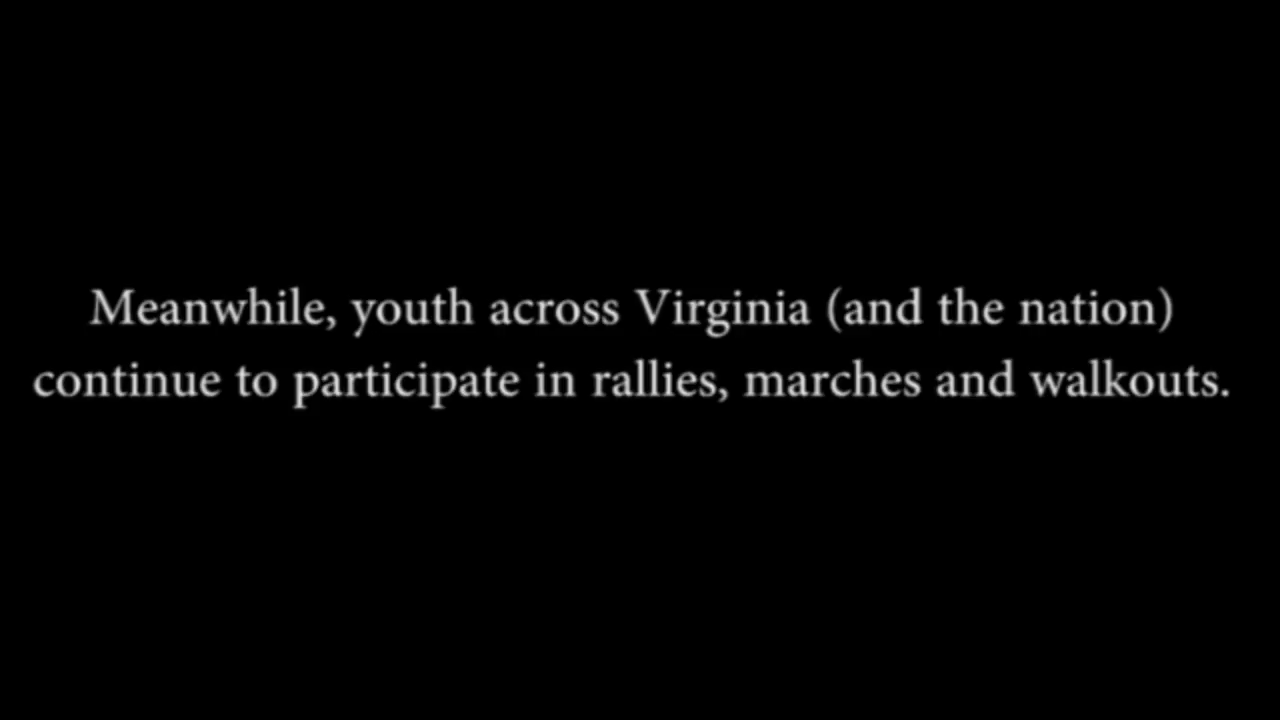 Meanwhile, youth across Virginia (and the nation)
continue to participate in rallies, marches and walkouts.